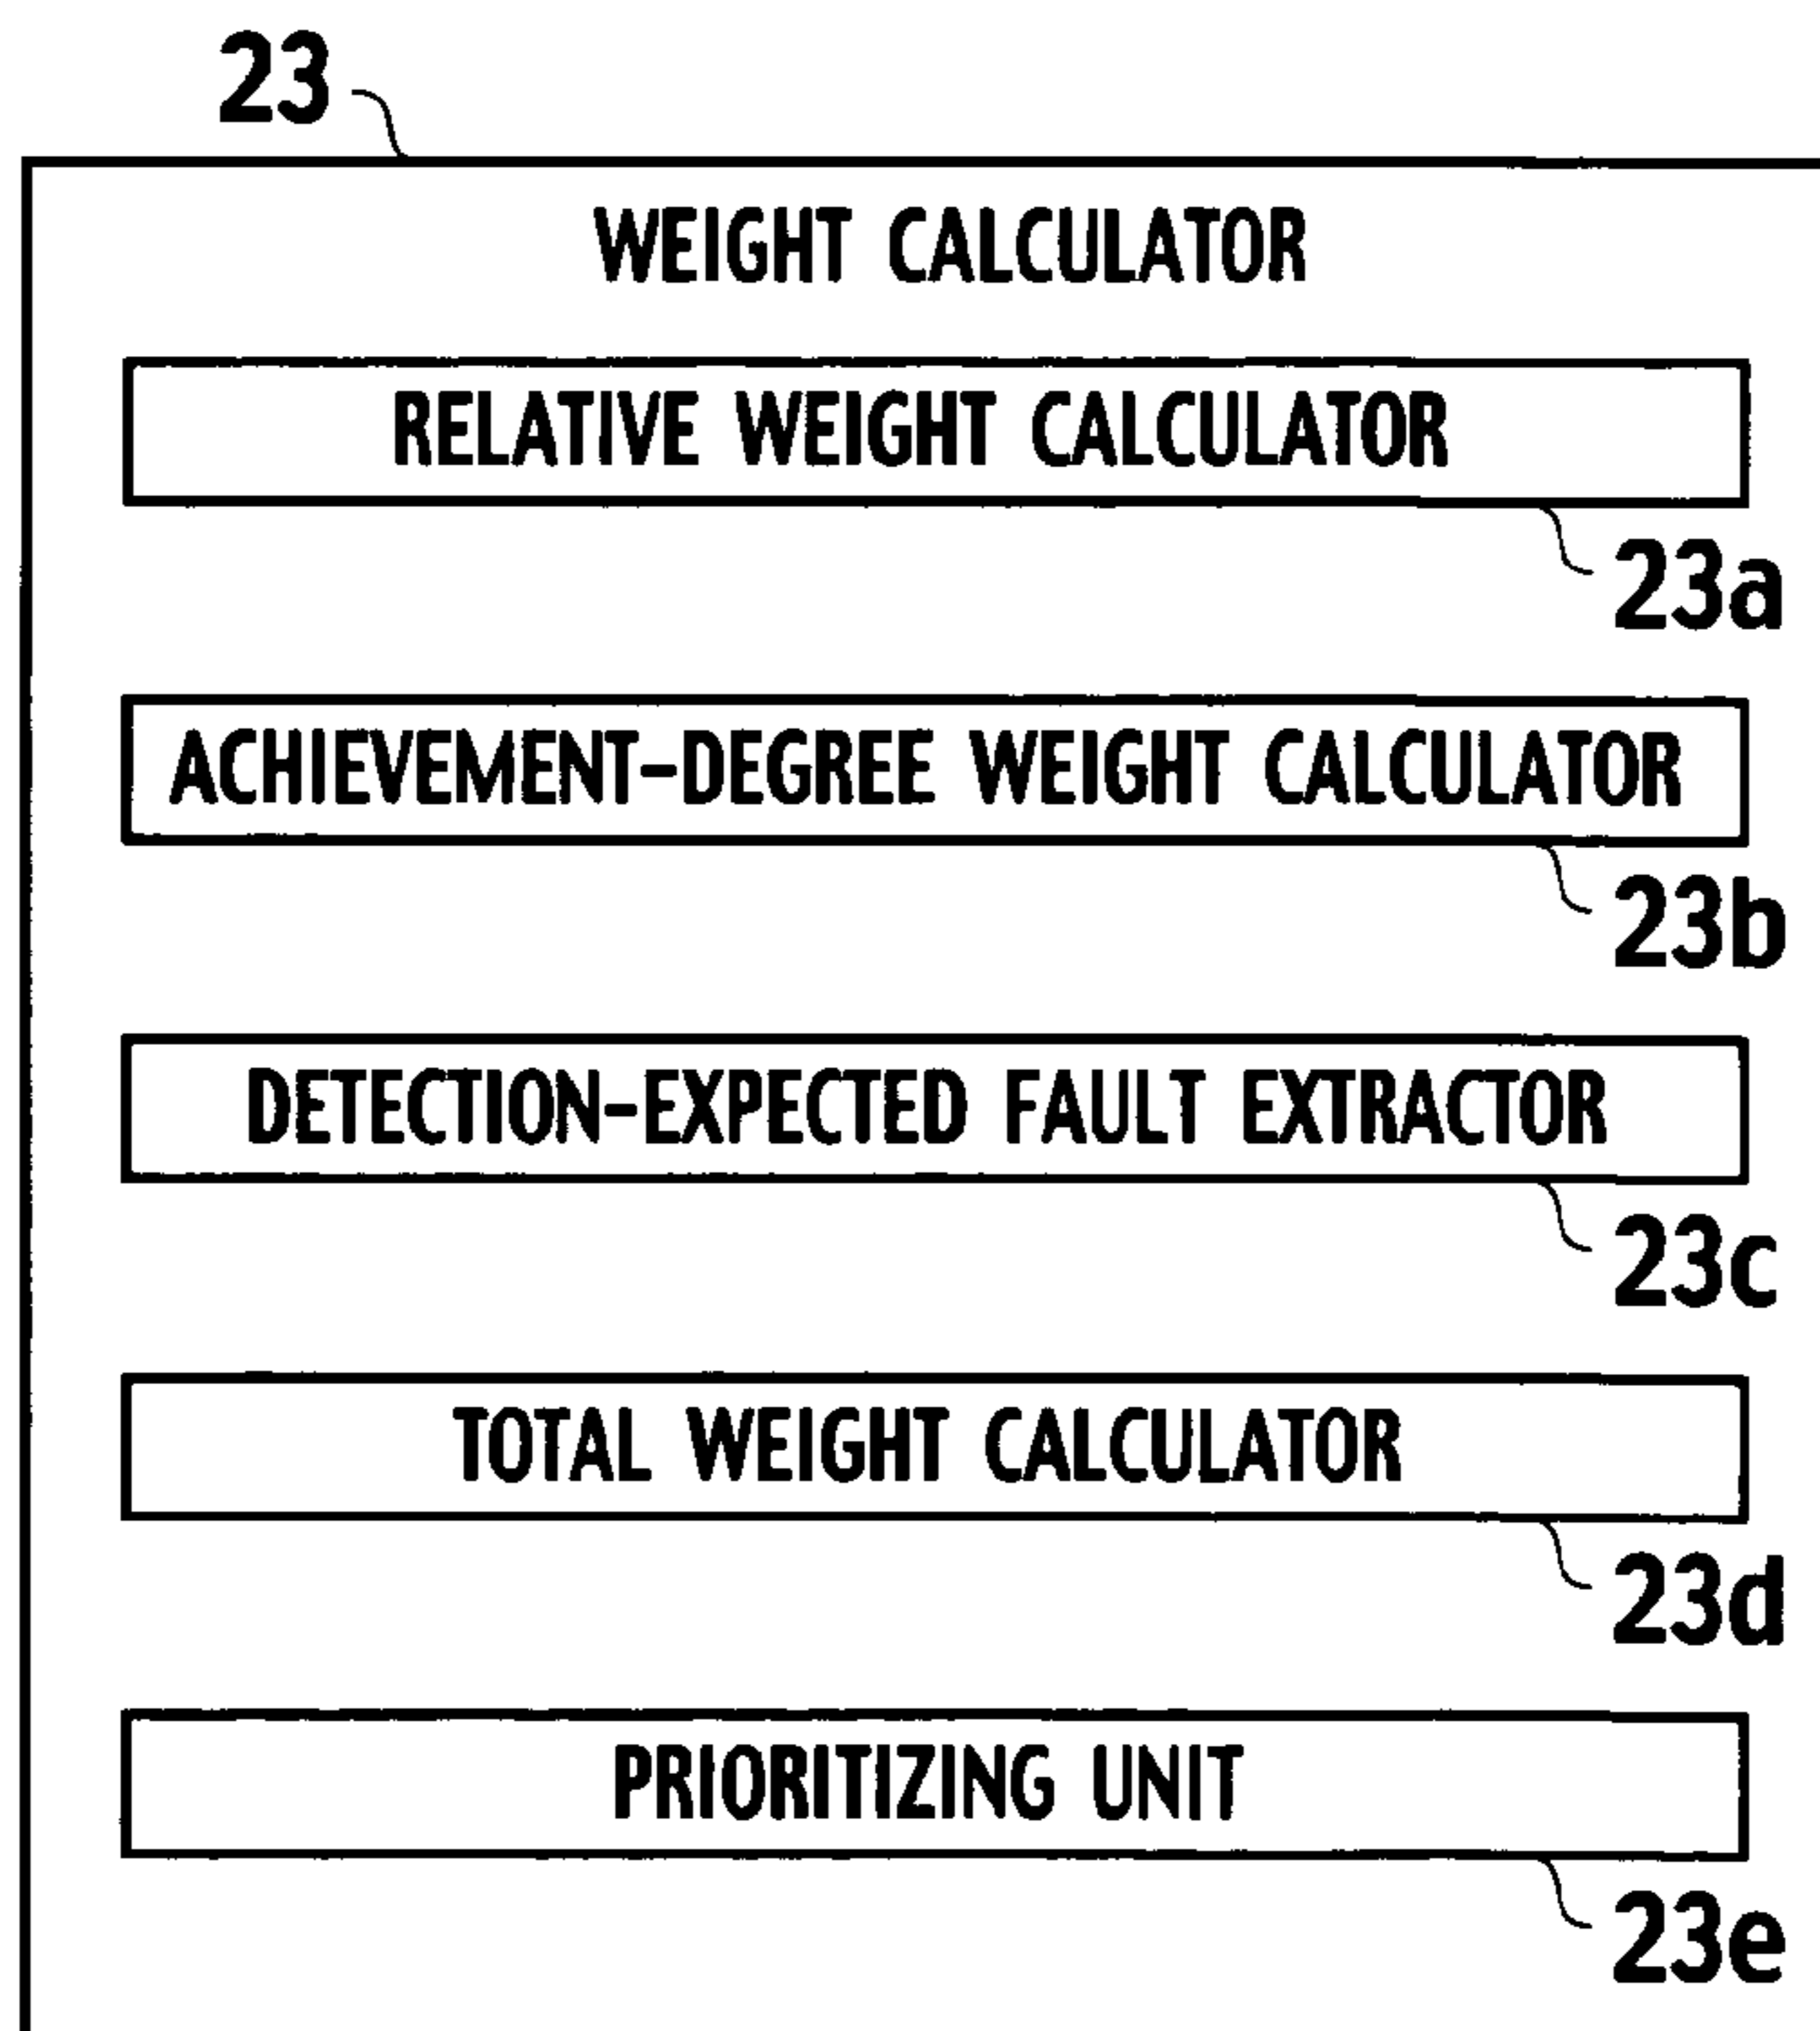 23
WEIGHT CALCULATOR
RELATIVE WEIGHT CALCULATOR
23a
ACHIEVEMENT-DEGREE WEIGHT CALCULATOR
23b
DETECTION-EXPECTED FAULT EXTRACTOR
23c
TOTAL WEIGHT CALCULATOR
23d
PRIORITIZING UNIT
23e